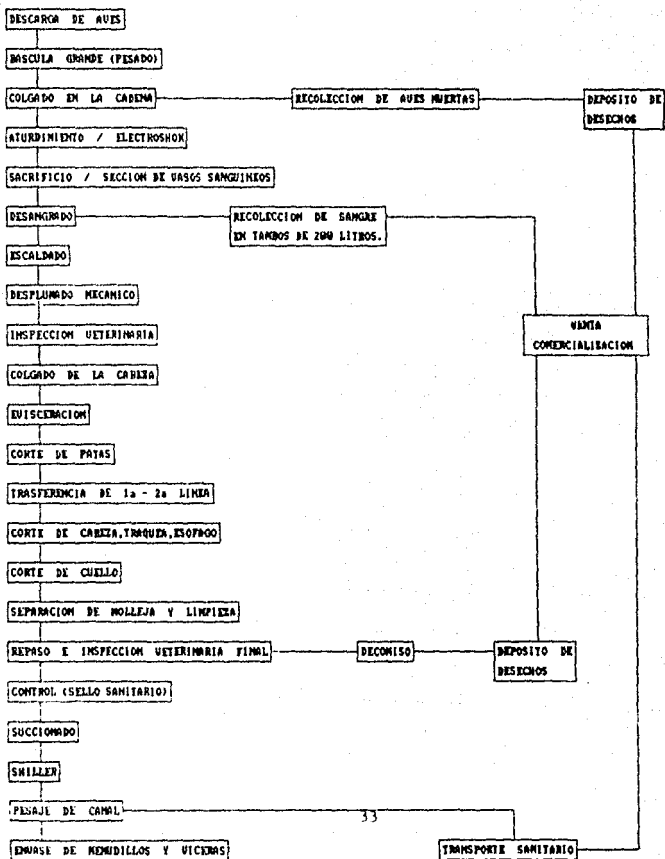 DESCARGA DE AVES
BASCULA GRANDE (PESADO)
COLGADO EN LA CADENA
RECOLECCION DE AVES MUERTAS
DEPOSITO DE
DESECHOS
ATURDIMIENTO / ELECTROSHOX
SACRIFICIO / SECCION DE VASOS SANGUINEOS
DESANGRADO
RECOLECCION DE SANGRE
EN TAMBOS DE 200 LITROS.
ESCALDADO
DESPLUMADO MECANICO
VENTA
COMERCIALIZACION
INSPECCION VETERINARIA
COLGADO DE LA CABEZA
EVISCERACION
CORTE DE PATAS
TRASFERENCIA DE 1a - 2a LINEA
CORTE DE CABEZA,TRAQUEA,ESOFAGO
CORTE DE CUELLO
SEPARACION DE MOLLEJA Y LIMPIEZA
REPASO E INSPECCION VETERINARIA FINAL
DECOMISO
DEPOSITO DE
DESECHOS
CONTROL (SELLO SANITARIO)
SUCCIONADO
SHILLER
PESAJE DE CANAL
33
ENVASE DE MENUDILLOS Y VICERAS
TRANSPORTE SANITARIO